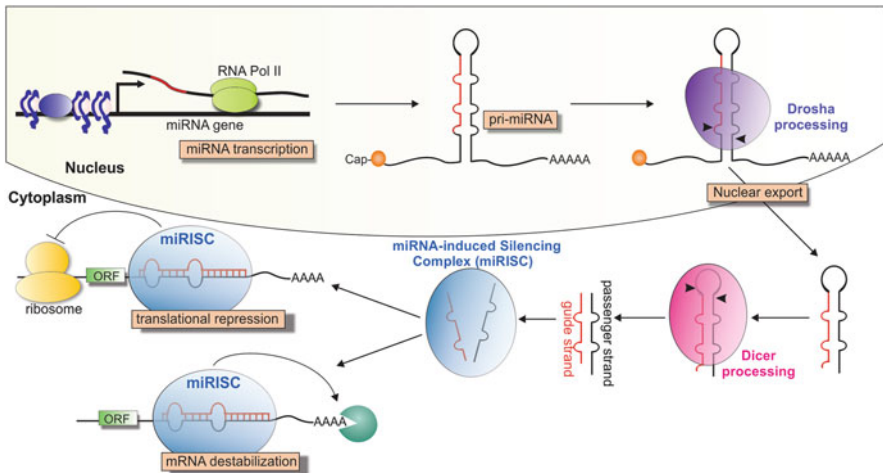 RNA Pol II
miRNA gene
miRNA transcription
pri-miRNA
Cap
AAAAA
Drosha
processing
AAAAA
Nucleus
Cytoplasm
Nuclear export
miRISC
ORF
AAAA
ribosome
translational repression
miRNA-induced Silencing
Complex (miRISC)
guide strand
passenger strand
Dicer
processing
miRISC
ORF
AAAA
mRNA destabilization